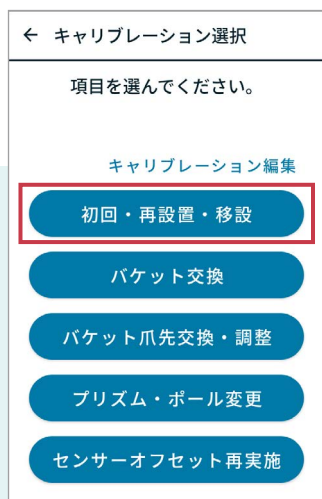 ← キャリブレーション選択
項目を選んでください。
キャリブレーション編集
初回・再設置・移設
バケット交換
バケット爪先交換・調整
プリズム・ポール変更
センサーオフセット再実施